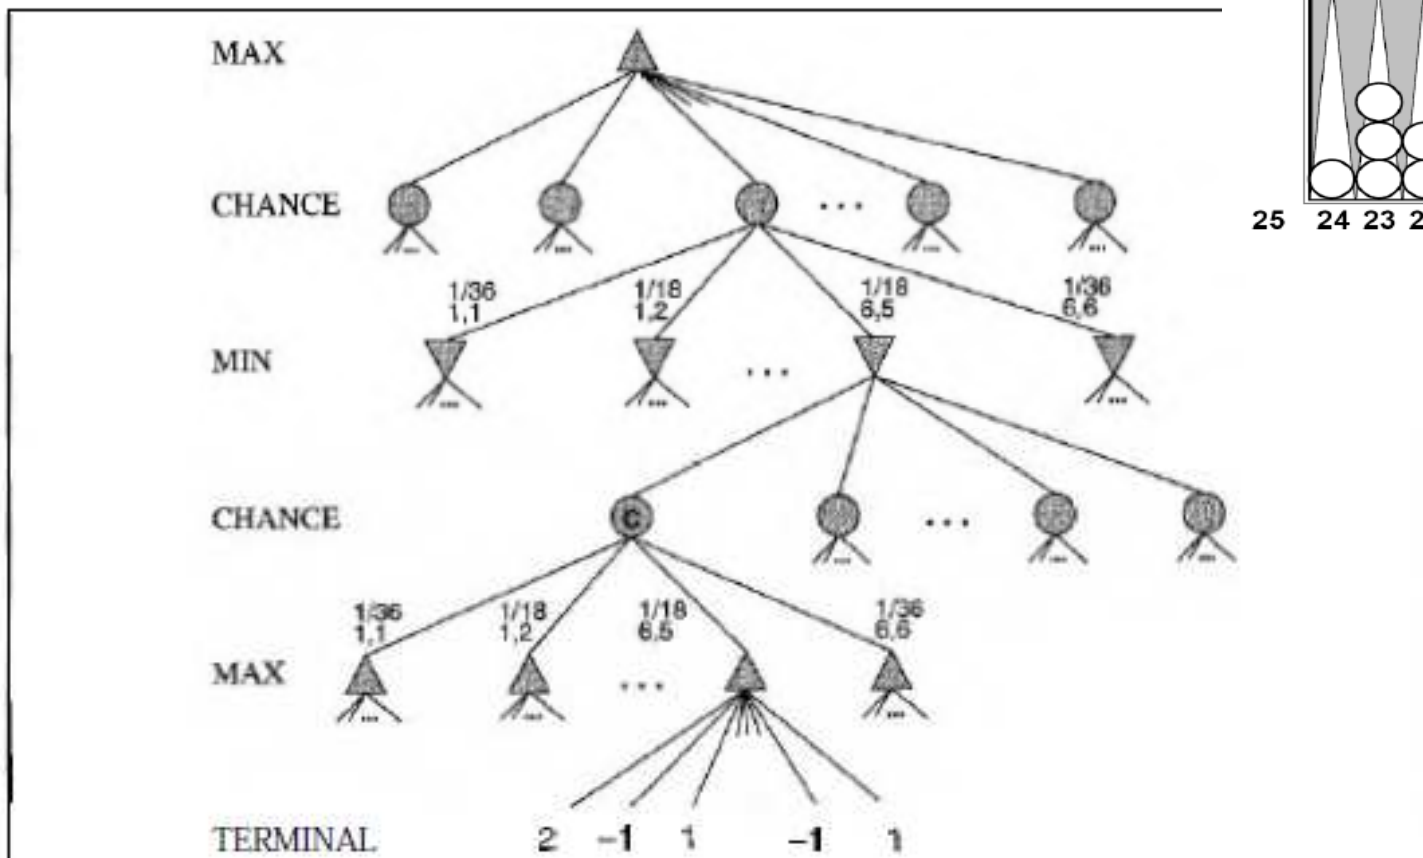 MAX
CHANCE
...
25 24 23 2
1/36 1/18 1/18 1/36
1,1 1,2 6,5 6,6
MIN
...
CHANCE
C
...
1/36 1/18 1/18 1/36
1,1 1,2 6,5 6,6
MAX
...
TERMINAL 2 -1 1 -1 1